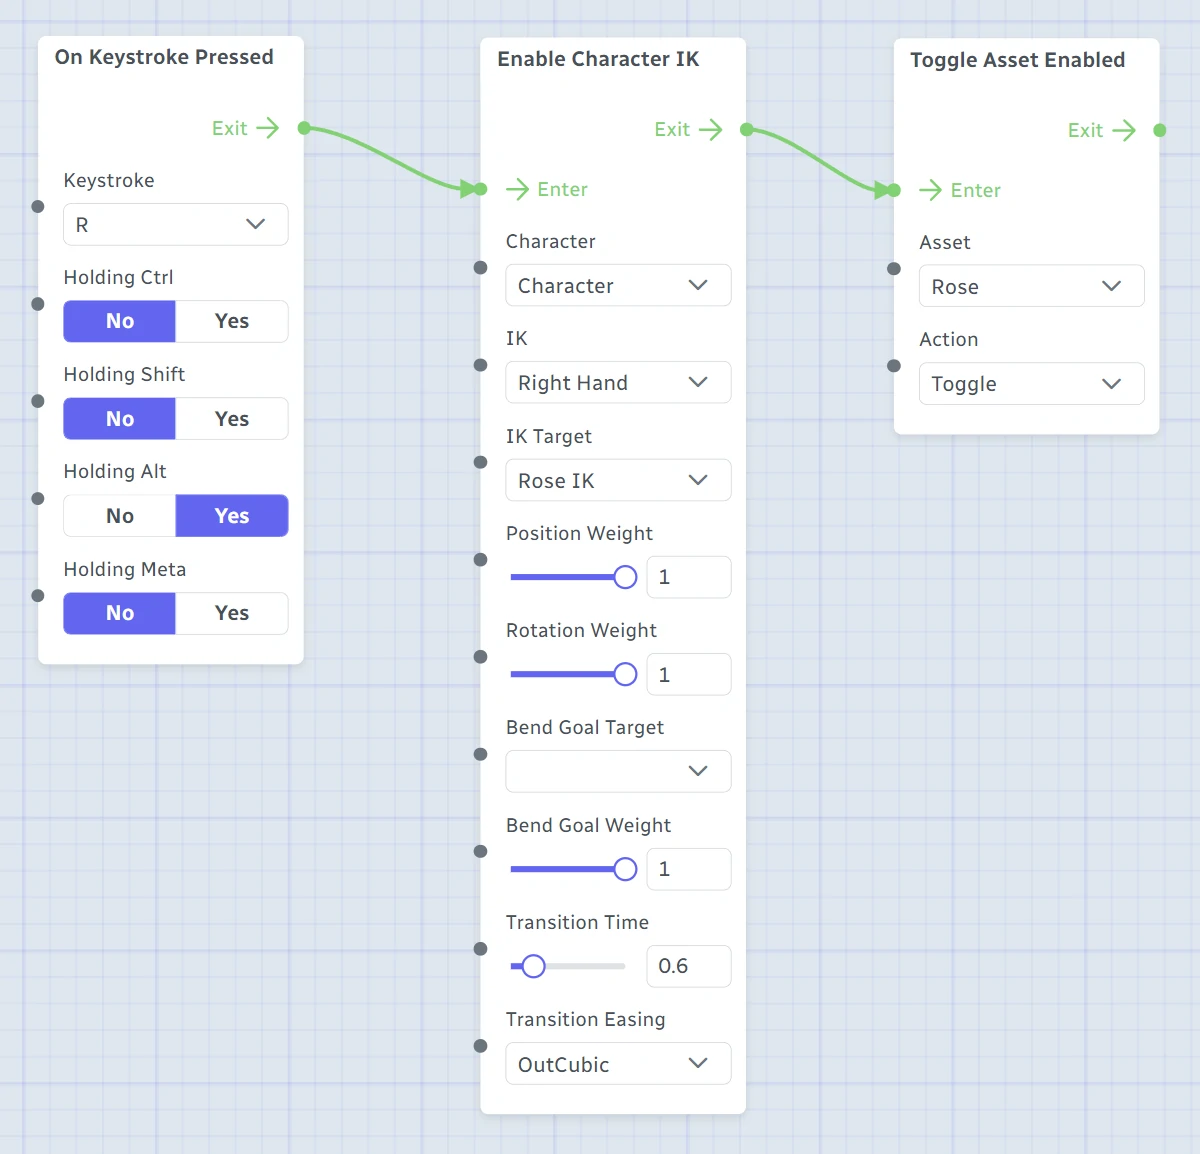 On Keystroke Pressed
Exit
Keystroke
R
Holding Ctrl
No Yes
Holding Shift
No Yes
Holding Alt
No Yes
Holding Meta
No Yes
Enable Character IK
Exit
Enter
Character
Character
IK
Right Hand
IK Target
Rose IK
Position Weight
1
Rotation Weight
1
Bend Goal Target
Bend Goal Weight
1
Transition Time
0.6
Transition Easing
OutCubic
Toggle Asset Enabled
Exit
Enter
Asset
Rose
Action
Toggle